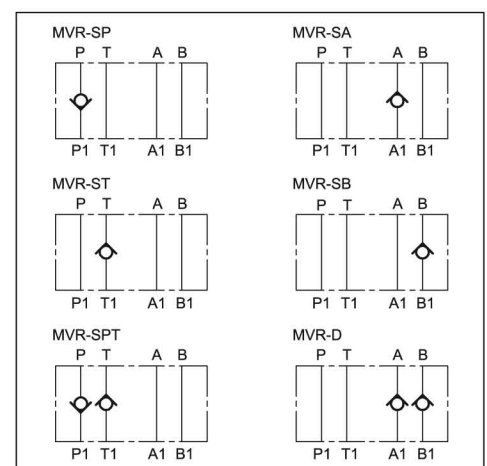 MVR-SP
P T A B
P1 T1 A1 B1
MVR-SA
P T A B
P1 T1 A1 B1
MVR-ST
P T A B
P1 T1 A1 B1
MVR-SB
P T A B
P1 T1 A1 B1
MVR-SPT
P T A B
P1 T1 A1 B1
MVR-D
P T A B
P1 T1 A1 B1